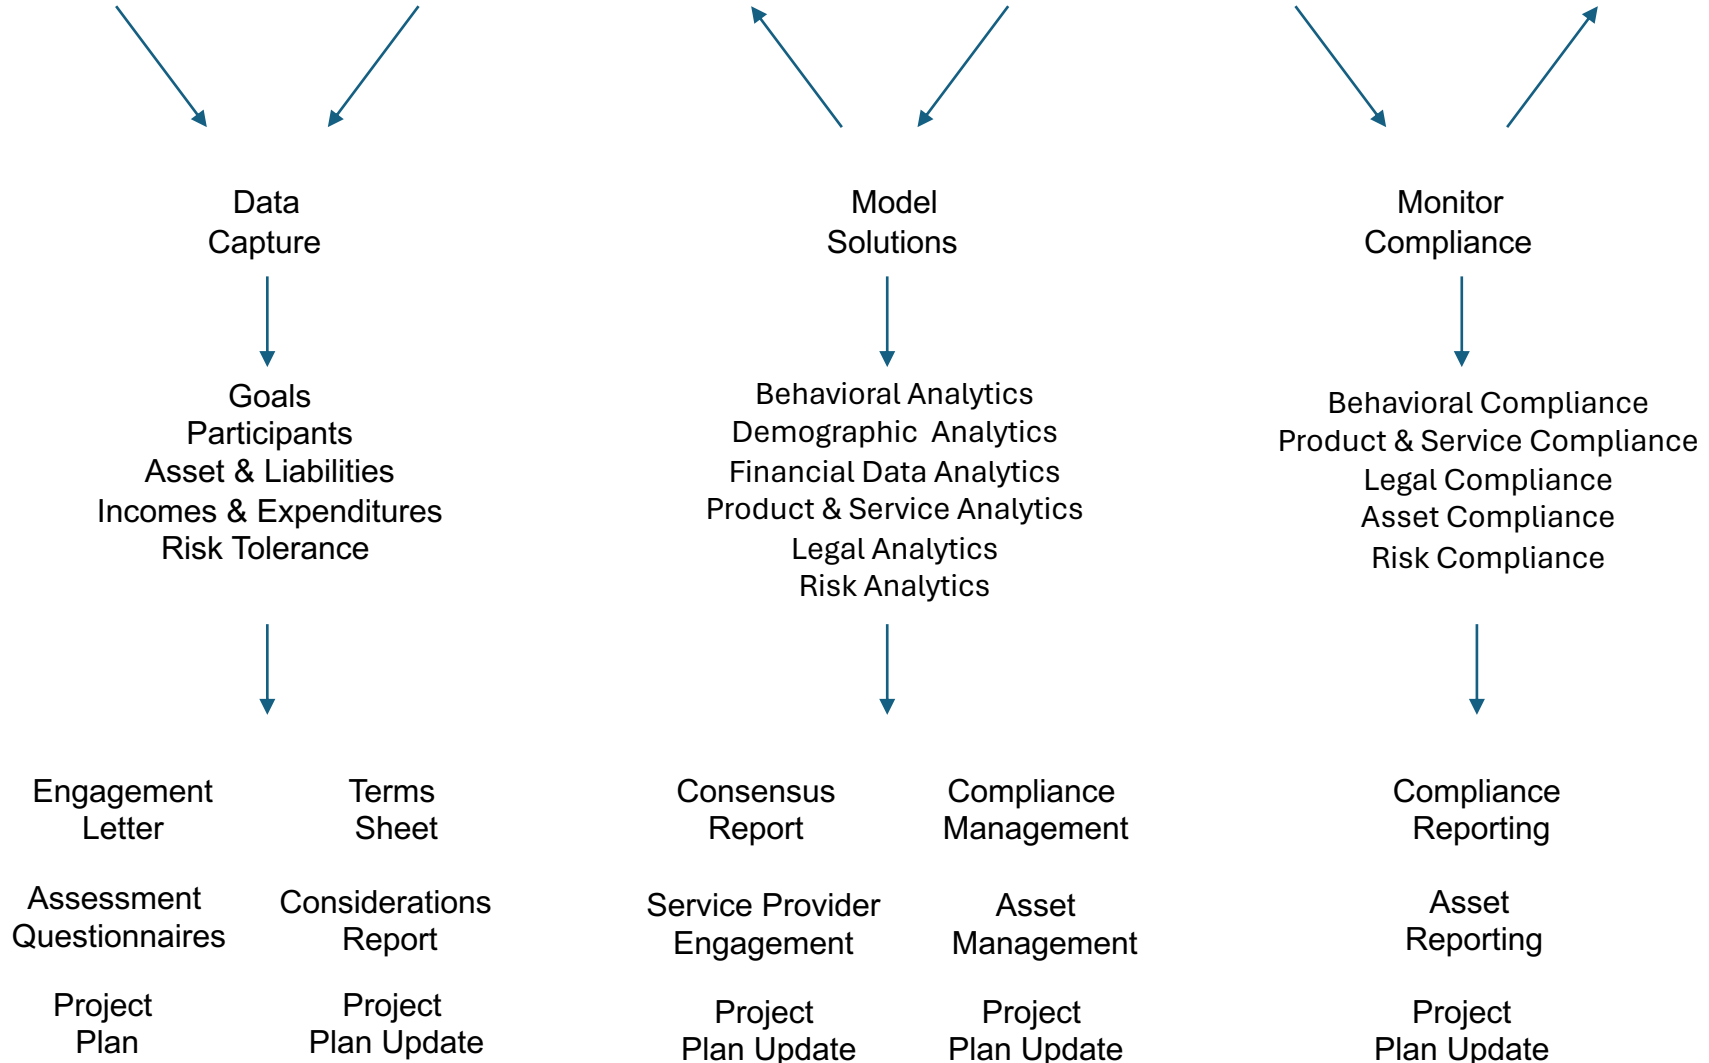 Data
Capture
Goals
Participants
Asset & Liabilities
Incomes & Expenditures
Risk Tolerance
Engagement
Letter
Terms
Sheet
Assessment
Questionnaires
Considerations
Report
Project
Plan
Project
Plan Update
Model
Solutions
Behavioral Analytics
Demographic  Analytics
Financial Data Analytics
Product & Service Analytics
Legal Analytics
Risk Analytics
Consensus
Report
Compliance
Management
Service Provider
Engagement
Asset
Management
Project
Plan Update
Project
Plan Update
Monitor
Compliance
Behavioral Compliance
Product & Service Compliance
Legal Compliance
Asset Compliance
Risk Compliance
Compliance
Reporting
Asset
Reporting
Project
Plan Update